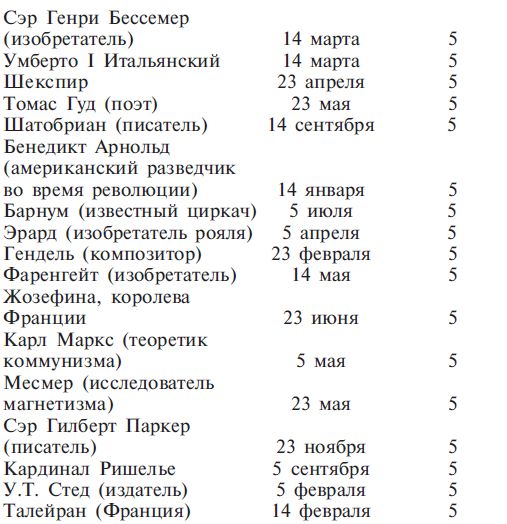 Сэр Генри Бессемер
(изобретатель) 14 марта 5
Умберто I Итальянский 14 марта 5
Шекспир 23 апреля 5
Томас Гуд (поэт) 23 мая 5
Шатобриан (писатель) 14 сентября 5
Бенедикт Арнольд
(американский разведчик
во время революции) 14 января 5
Барнум (известный циркач) 5 июля 5
Эрард (изобретатель рояля) 5 апреля 5
Гендель (композитор) 23 февраля 5
Фаренгейт (изобретатель) 14 мая 5
Жозефина, королева
Франции 23 июня 5
Карл Маркс (теоретик
коммунизма) 5 мая 5
Месмер (исследователь
магнетизма) 23 мая 5
Сэр Гилберт Паркер
(писатель) 23 ноября 5
Кардинал Ришелье 5 сентября 5
У.Т. Стед (издатель) 5 февраля 5
Талейран (Франция) 14 февраля 5